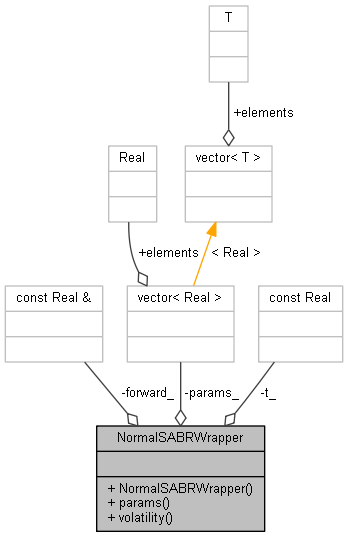 T
+elements
Real
vector< T >
+elements
< Real >
const Real &
vector< Real >
const Real
-forward_
-params_
-t_
NormalSABRWrapper
+ NormalSABRWrapper()
+ params()
+ volatility()